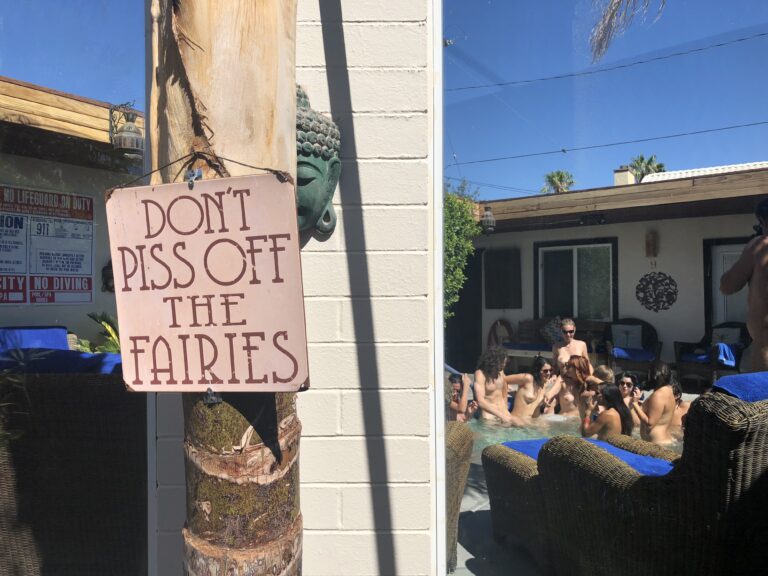 NO LIFEGUARD ON DUTY
911
NO DIVING
DON'T
PISS OFF
THE
FAIRIES